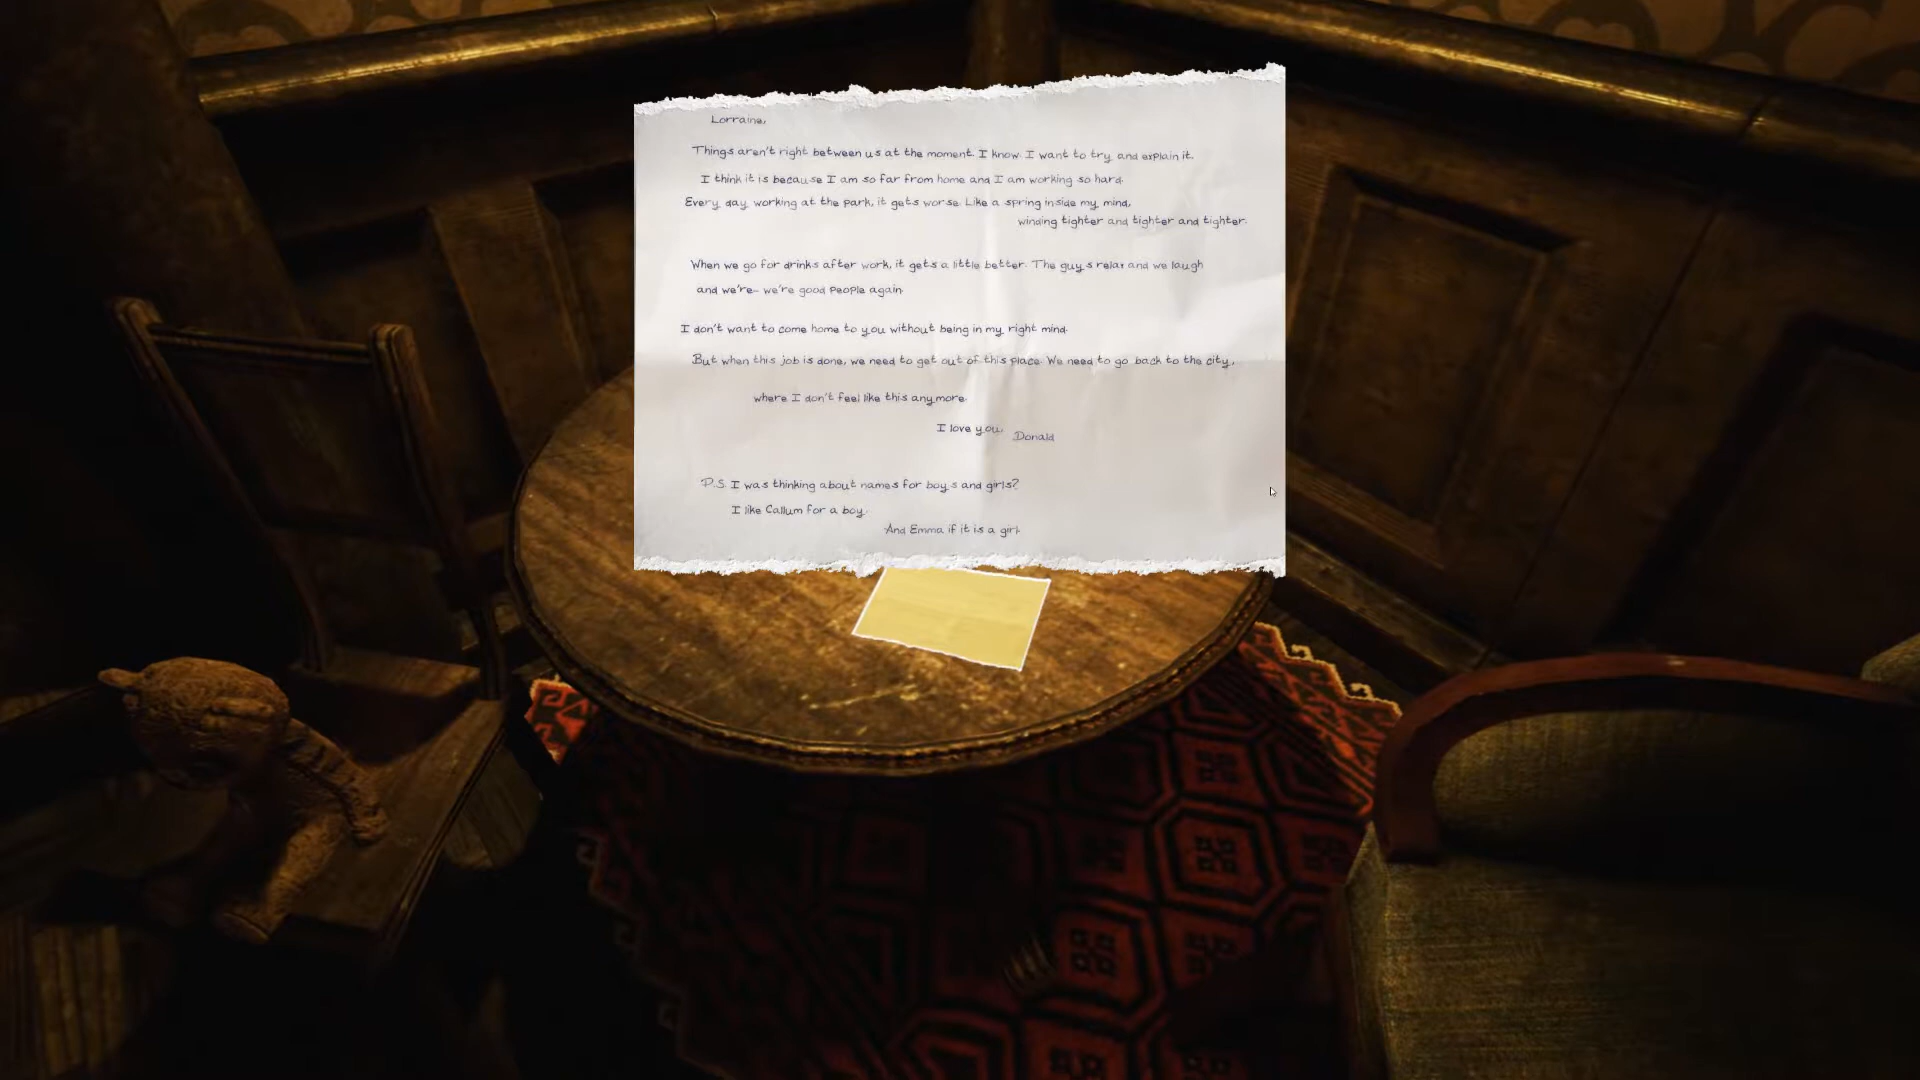 Lorraine,
Things aren't right between us at the moment. I know. I want to try and explain it.
I think it is because I am so far from home and I am working so hard.
Every day working at the park, it gets worse. Like a spring inside my mind,
winding tighter and tighter and tighter.
When we go for drinks after work, it gets a little better. The guys relax and we laugh
and we're- we're good people again.
I don't want to come home to you without being in my right mind.
But when this job is done, we need to get out of this place. We need to go back to the city,
where I don't feel like this anymore.
I love you,
Donald
P.S. I was thinking about names for boys and girls?
I like Callum for a boy.
And Emma if it is a girl.